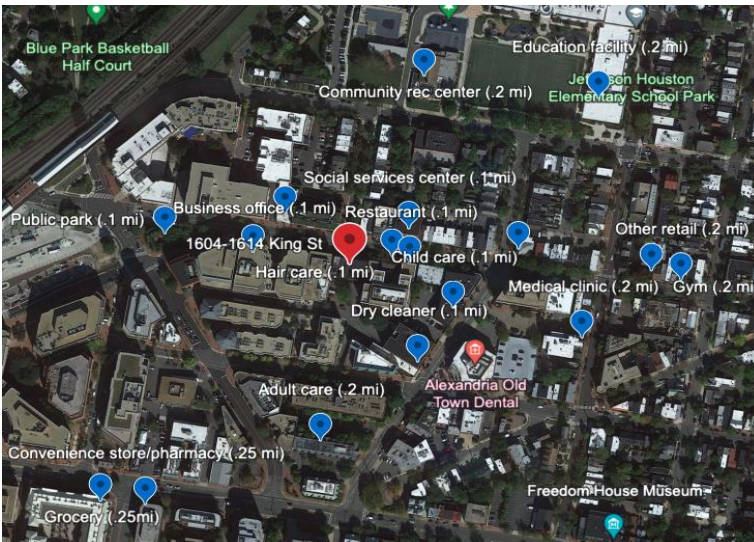 Blue Park Basketball
Half Court
Education facility (.2 mi)
Jefferson Houston
Elementary School Park
Community rec center (.2 mi)
Social services center (.1 mi)
Business office (.1 mi)
Restaurant (.1 mi)
Public park (.1 mi)
1604-1614 King St
Other retail (.2 mi)
Hair care (.1 mi)
Child care (.1 mi)
Medical clinic (.2 mi)
Gym (.2 mi
Dry cleaner (.1 mi)
Alexandria Old
Town Dental
Adult care (.2 mi)
Convenience store/pharmacy (.25 mi)
Grocery (.25mi)
Freedom House Museum